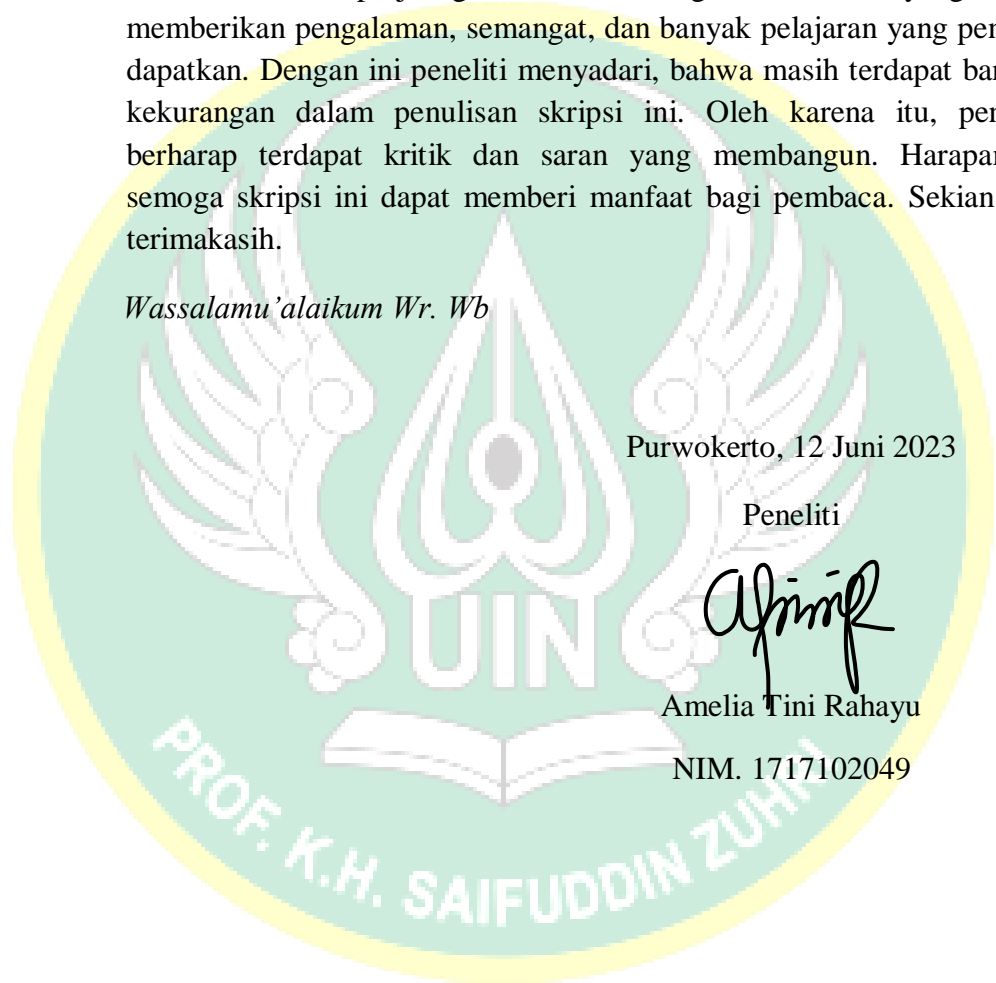 memberikan pengalaman, semangat, dan banyak pelajaran yang pen
dapatkan. Dengan ini peneliti menyadari, bahwa masih terdapat ban
kekurangan dalam penulisan skripsi ini. Oleh karena itu, pen
berharap terdapat kritik dan saran yang membangun. Harapan
semoga skripsi ini dapat memberi manfaat bagi pembaca. Sekian
terimakasih.
Wassalamu’alaikum Wr. Wb
Purwokerto, 12 Juni 2023
Peneliti
Amelia Tini Rahayu
NIM. 1717102049
UIN
PROF. K.H. SAIFUDDIN ZUHRI